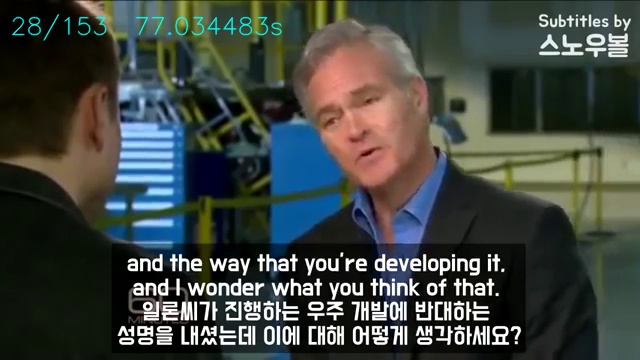 28/153 77.034483s
Subtitles by
스노우볼
and the way that you're developing it,
and I wonder what you think of that.
일론씨가 진행하는 우주 개발에 반대하는
성명을 내셨는데 이에 대해 어떻게 생각하세요?